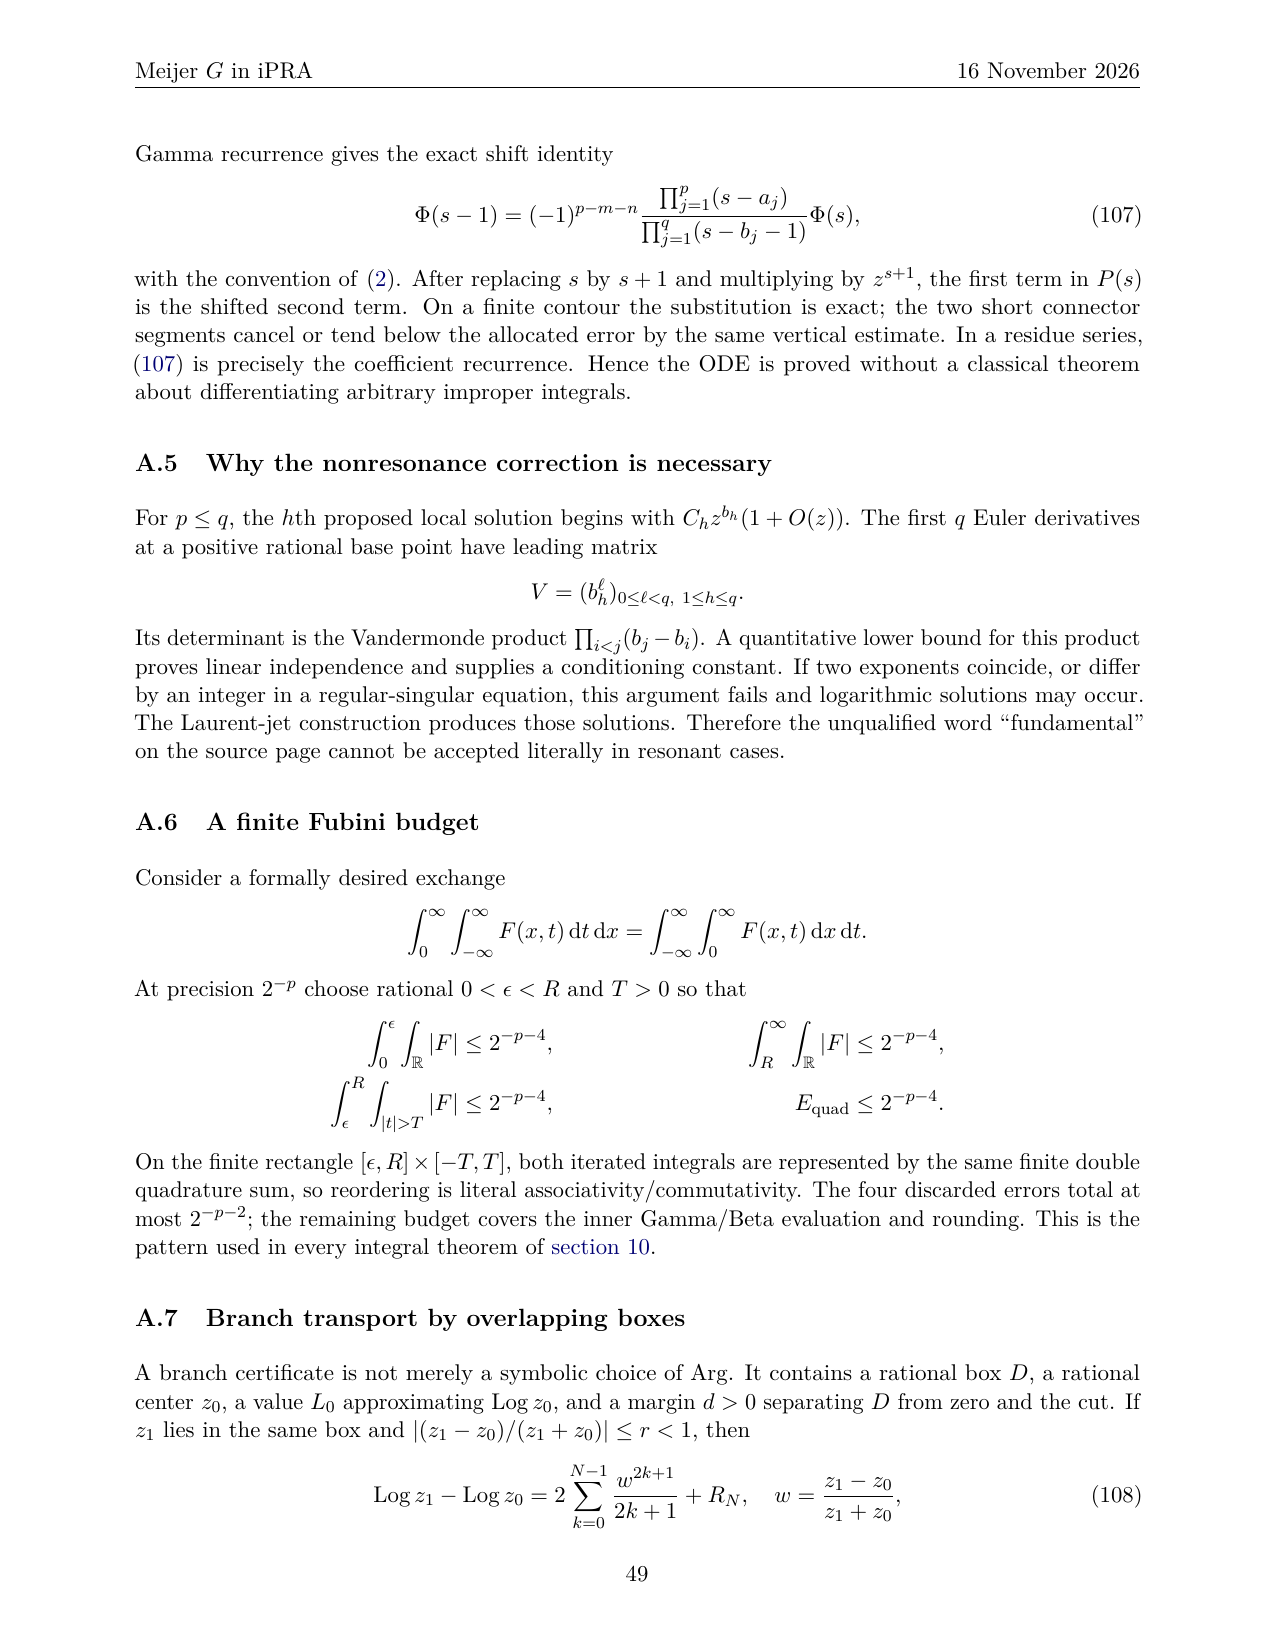 Meijer G in iPRA 16 November 2026
Gamma recurrence gives the exact shift identity
Φ(s − 1) = (−1)^{p−m−n} \frac{∏_{j=1}^{p}(s − a_j)}{∏_{j=1}^{q}(s − b_j − 1)} Φ(s), (107)
with the convention of (2). After replacing s by s + 1 and multiplying by z^{s+1}, the first term in P(s)
is the shifted second term. On a finite contour the substitution is exact; the two short connector
segments cancel or tend below the allocated error by the same vertical estimate. In a residue series,
(107) is precisely the coefficient recurrence. Hence the ODE is proved without a classical theorem
about differentiating arbitrary improper integrals.
A.5 Why the nonresonance correction is necessary
For p ≤ q, the hth proposed local solution begins with C_h z^{b_h}(1 + O(z)). The first q Euler derivatives
at a positive rational base point have leading matrix
V = (b_h^ℓ)_{0≤ℓ<q, 1≤h≤q}.
Its determinant is the Vandermonde product ∏_{i<j}(b_j − b_i). A quantitative lower bound for this product
proves linear independence and supplies a conditioning constant. If two exponents coincide, or differ
by an integer in a regular-singular equation, this argument fails and logarithmic solutions may occur.
The Laurent-jet construction produces those solutions. Therefore the unqualified word “fundamental”
on the source page cannot be accepted literally in resonant cases.
A.6 A finite Fubini budget
Consider a formally desired exchange
∫_0^∞ ∫_{−∞}^∞ F(x, t) dt dx = ∫_{−∞}^∞ ∫_0^∞ F(x, t) dx dt.
At precision 2^{−p} choose rational 0 < ϵ < R and T > 0 so that
∫_0^ϵ ∫_ℝ |F| ≤ 2^{−p−4}, ∫_R^∞ ∫_ℝ |F| ≤ 2^{−p−4},
∫_ϵ^R ∫_{|t|>T} |F| ≤ 2^{−p−4}, E_{quad} ≤ 2^{−p−4}.
On the finite rectangle [ϵ, R] × [−T, T], both iterated integrals are represented by the same finite double
quadrature sum, so reordering is literal associativity/commutativity. The four discarded errors total at
most 2^{−p−2}; the remaining budget covers the inner Gamma/Beta evaluation and rounding. This is the
pattern used in every integral theorem of section 10.
A.7 Branch transport by overlapping boxes
A branch certificate is not merely a symbolic choice of Arg. It contains a rational box D, a rational
center z_0, a value L_0 approximating Log z_0, and a margin d > 0 separating D from zero and the cut. If
z_1 lies in the same box and |(z_1 − z_0)/(z_1 + z_0)| ≤ r < 1, then
Log z_1 − Log z_0 = 2 ∑_{k=0}^{N−1} \frac{w^{2k+1}}{2k + 1} + R_N, w = \frac{z_1 − z_0}{z_1 + z_0}, (108)
49